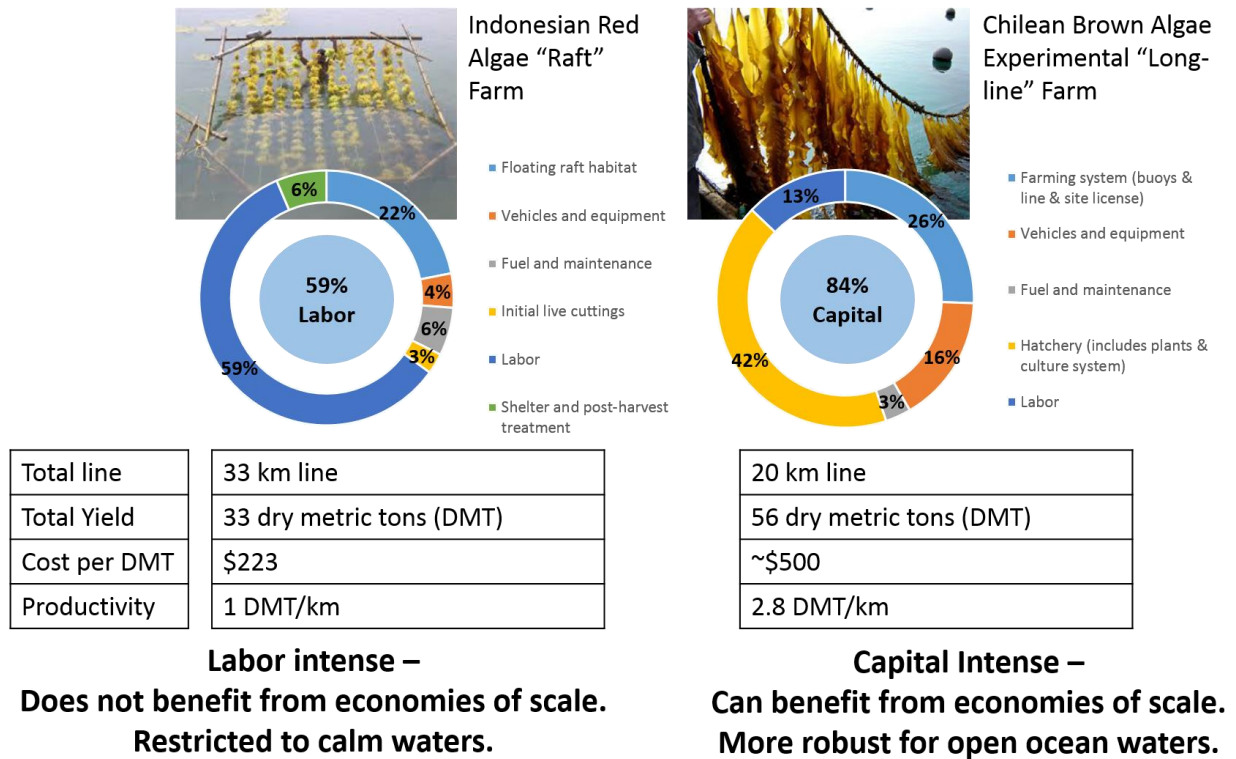 Indonesian Red
Algae “Raft”
Farm
Floating raft habitat
Vehicles and equipment
Fuel and maintenance
Initial live cuttings
Labor
Shelter and post-harvest
treatment
6%
22%
4%
6%
3%
59%
59%
Labor
Chilean Brown Algae
Experimental “Long-
line” Farm
Farming system (buoys &
line & site license)
Vehicles and equipment
Fuel and maintenance
Hatchery (includes plants &
culture system)
Labor
13%
26%
16%
3%
42%
84%
Capital
Total line
33 km line
20 km line
Total Yield
33 dry metric tons (DMT)
56 dry metric tons (DMT)
Cost per DMT
$223
~$500
Productivity
1 DMT/km
2.8 DMT/km
Labor intense –
Does not benefit from economies of scale.
Restricted to calm waters.
Capital Intense –
Can benefit from economies of scale.
More robust for open ocean waters.